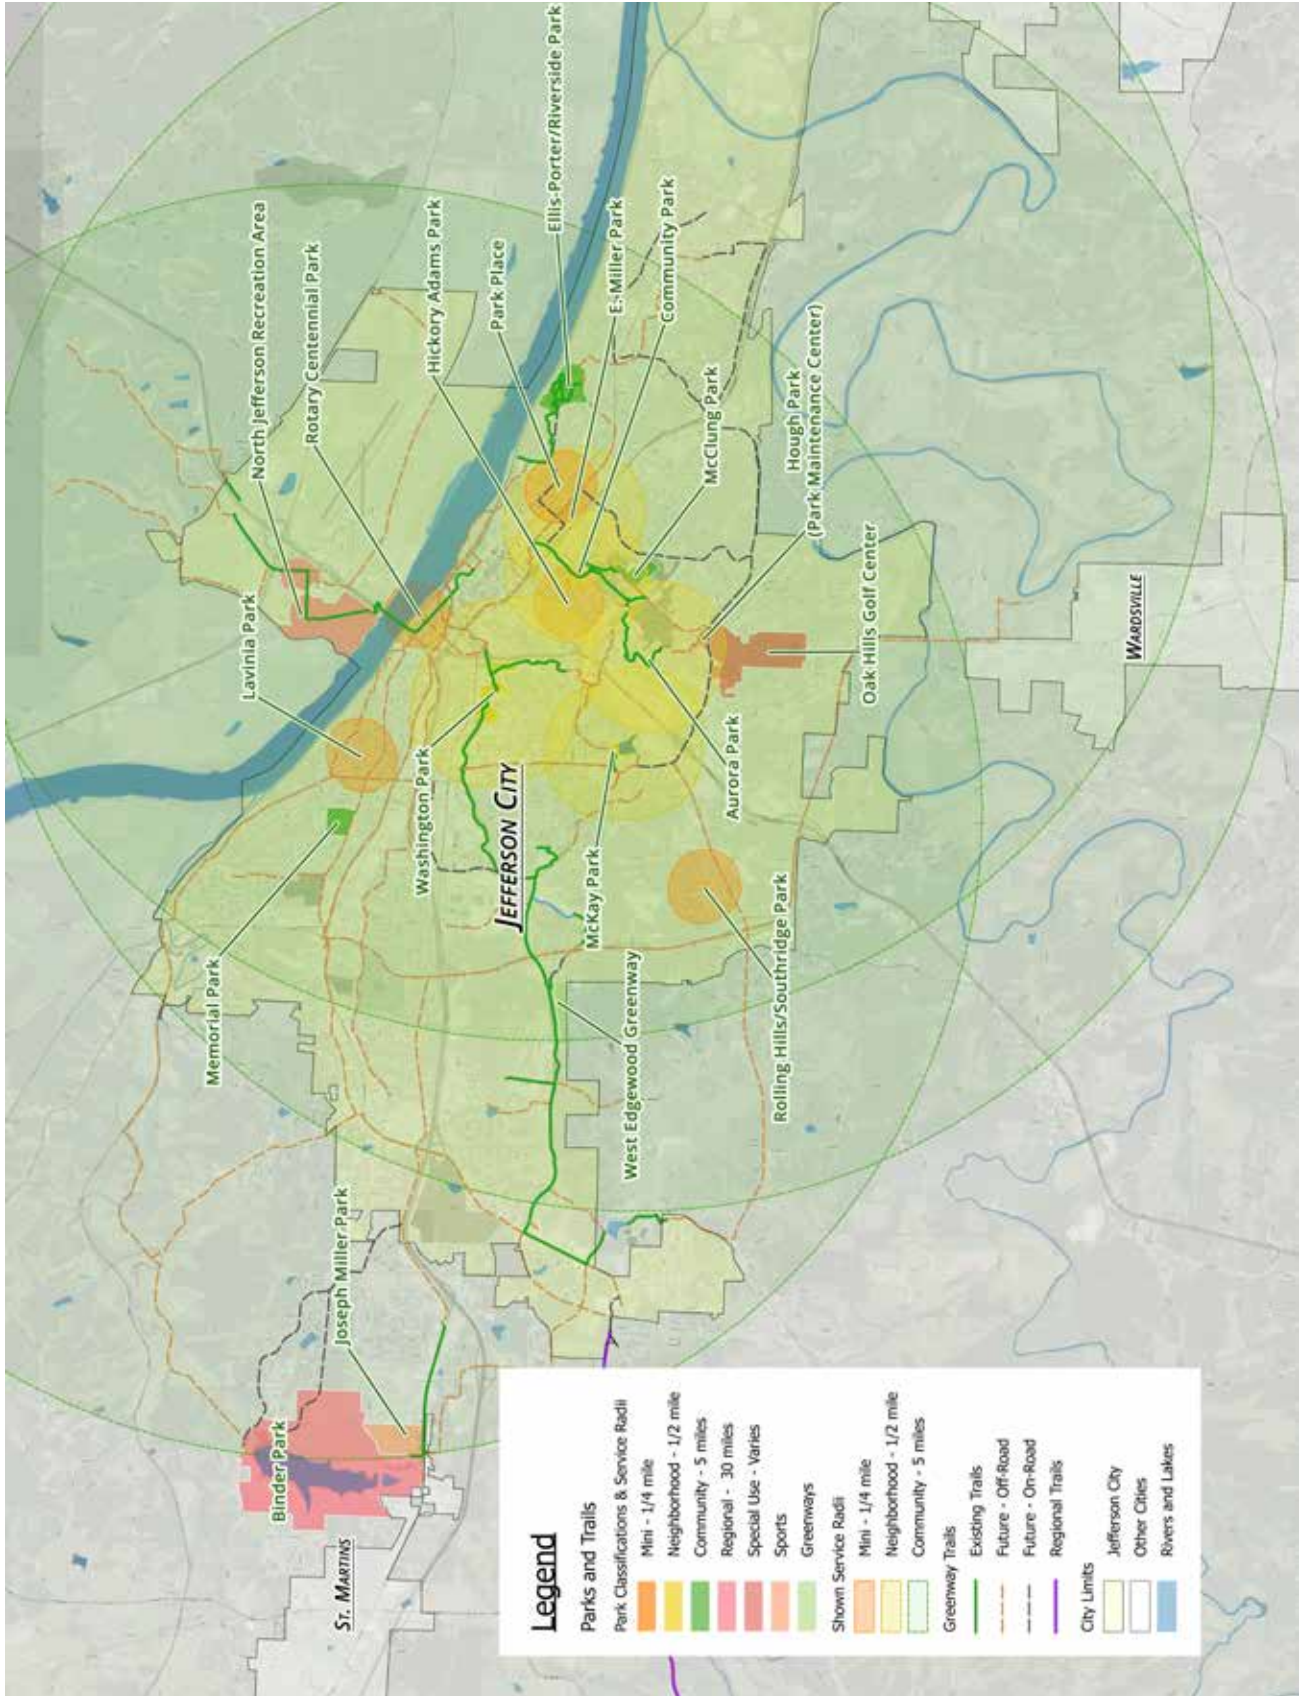 Binder Park
ST. MARTINS
Joseph Miller Park
Memorial Park
Lavinia Park
North Jefferson Recreation Area
Rotary Centennial Park
Hickory Adams Park
Park Place
Ellis-Porter/Riverside Park
E. Miller Park
Community Park
McClung Park
Hough Park
(Park Maintenance Center)
Oak Hills Golf Center
WARDSVILLE
Washington Park
JEFFERSON CITY
McKay Park
Aurora Park
West Edgewood Greenway
Rolling Hills/Southridge Park
Legend
Parks and Trails
Park Classifications & Service Radii
Mini - 1/4 mile
Neighborhood - 1/2 mile
Community - 5 miles
Regional - 30 miles
Special Use - Varies
Sports
Greenways
Shown Service Radii
Mini - 1/4 mile
Neighborhood - 1/2 mile
Community - 5 miles
Greenway Trails
Existing Trails
Future - Off-Road
Future - On-Road
Regional Trails
City Limits
Jefferson City
Other Cities
Rivers and Lakes